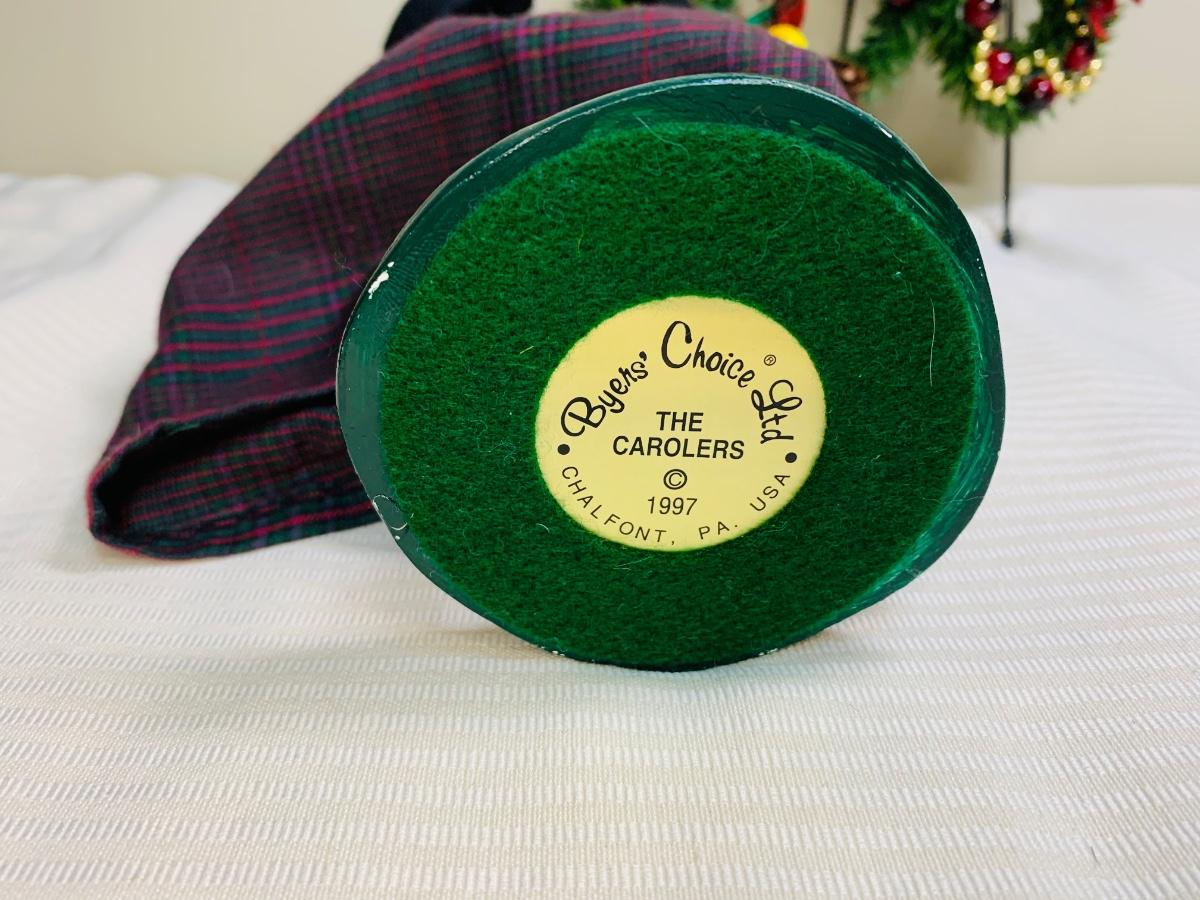 Byers' Choice Ltd ®
THE
CAROLERS
©
1997
CHALFONT, PA. USA